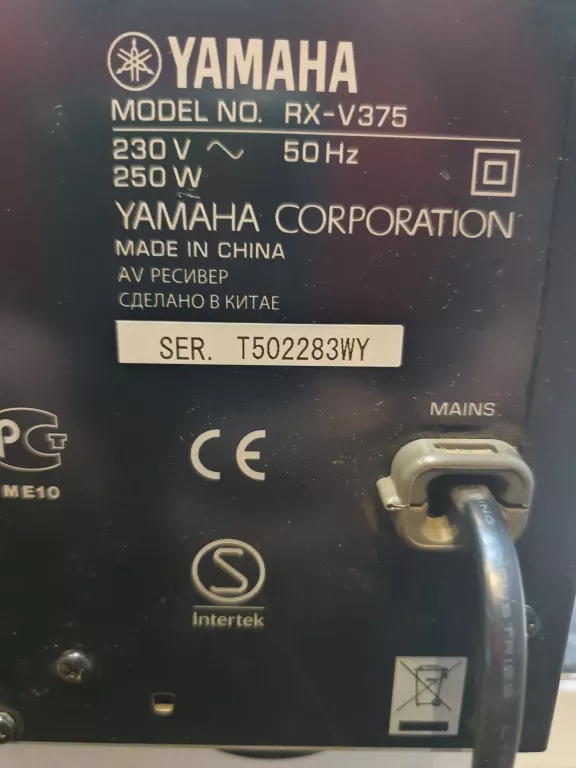 YAMAHA
MODEL NO. RX-V375
230 V ~ 50 Hz
250 W
YAMAHA CORPORATION
MADE IN CHINA
AV РЕСИВЕР
СДЕЛАНО В КИТАЕ
SER. T502283WY
MAINS
РСТ
ME10
CE
S
Intertek